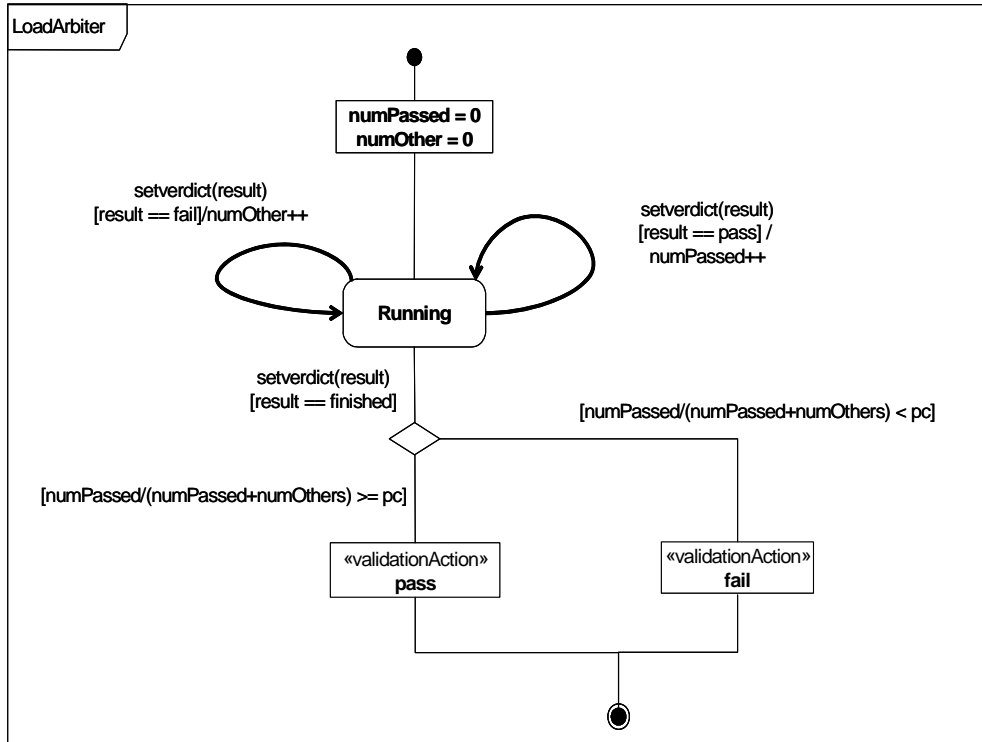 LoadArbiter
numPassed = 0
numOther = 0
setverdict(result)
[result == fail]/numOther++
setverdict(result)
[result == pass] /
numPassed++
Running
setverdict(result)
[result == finished]
[numPassed/(numPassed+numOthers) < pc]
[numPassed/(numPassed+numOthers) >= pc]
«validationAction»
pass
«validationAction»
fail